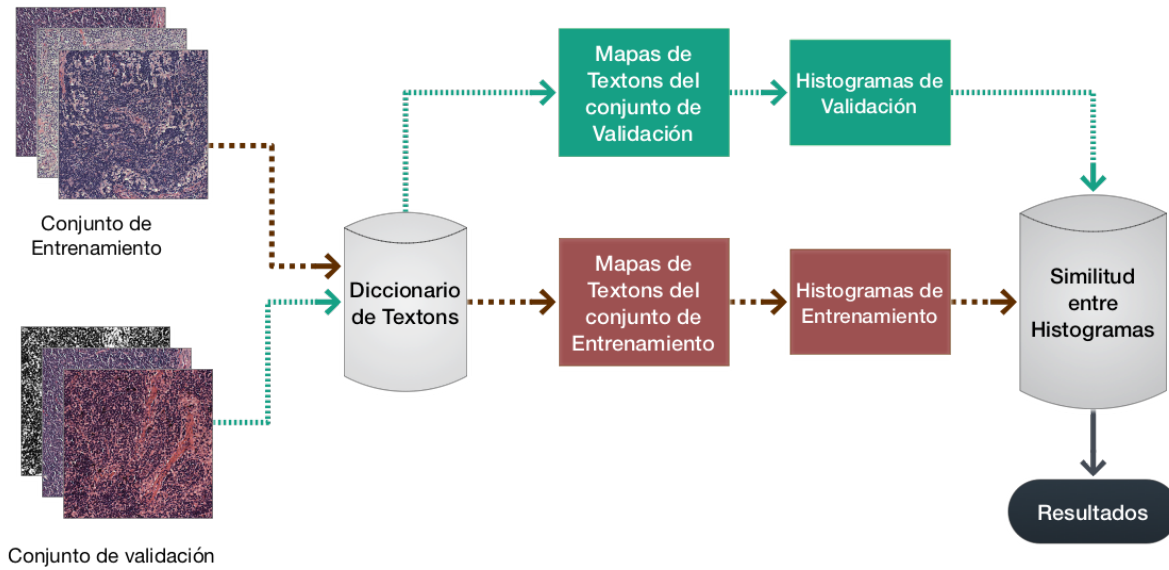 Conjunto de
Entrenamiento
Conjunto de validación
Diccionario
de Textons
Mapas de
Textons del
conjunto de
Validación
Histogramas de
Validación
Mapas de
Textons del
conjunto de
Entrenamiento
Histogramas de
Entrenamiento
Similitud
entre
Histogramas
Resultados